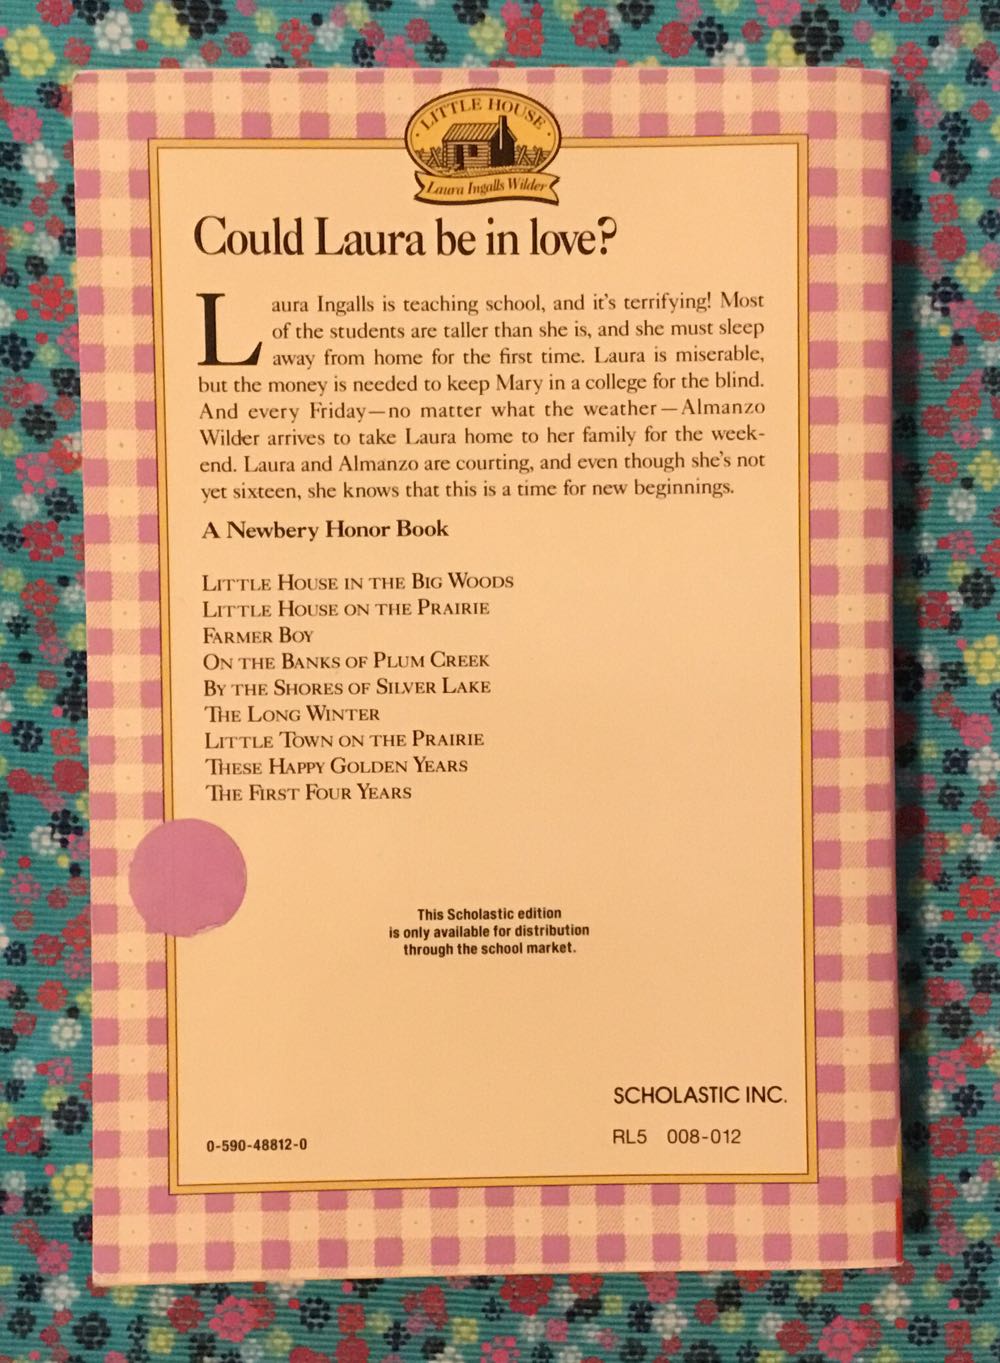 LITTLE HOUSE
Laura Ingalls Wilder
Could Laura be in love?
Laura Ingalls is teaching school, and it's terrifying! Most
of the students are taller than she is, and she must sleep
away from home for the first time. Laura is miserable,
but the money is needed to keep Mary in a college for the blind.
And every Friday—no matter what the weather—Almanzo
Wilder arrives to take Laura home to her family for the week-
end. Laura and Almanzo are courting, and even though she's not
yet sixteen, she knows that this is a time for new beginnings.
A Newbery Honor Book
LITTLE HOUSE IN THE BIG WOODS
LITTLE HOUSE ON THE PRAIRIE
FARMER BOY
ON THE BANKS OF PLUM CREEK
BY THE SHORES OF SILVER LAKE
THE LONG WINTER
LITTLE TOWN ON THE PRAIRIE
THESE HAPPY GOLDEN YEARS
THE FIRST FOUR YEARS
This Scholastic edition
is only available for distribution
through the school market.
SCHOLASTIC INC.
RL5 008-012
0-590-48812-0